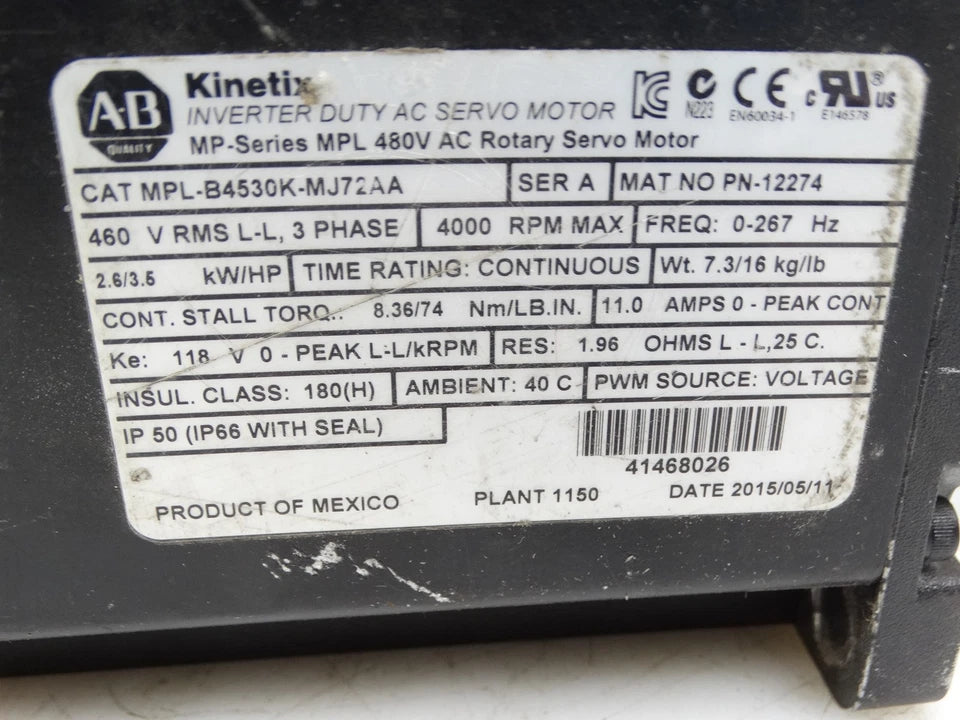 A-B
QUALITY
Kinetix
INVERTER DUTY AC SERVO MOTOR
MP-Series MPL 480V AC Rotary Servo Motor
N223
CE
EN60034-1
c RU ® US
E146578
CAT MPL-B4530K-MJ72AA SER A MAT NO PN-12274
460 V RMS L-L, 3 PHASE 4000 RPM MAX FREQ: 0-267 Hz
2.6/3.5 kW/HP TIME RATING: CONTINUOUS Wt. 7.3/16 kg/lb
CONT. STALL TORQ.: 8.36/74 Nm/LB.IN. 11.0 AMPS 0 - PEAK CONT
Ke: 118 V 0 - PEAK L-L/kRPM RES: 1.96 OHMS L - L,25 C.
INSUL. CLASS: 180(H) AMBIENT: 40 C PWM SOURCE: VOLTAGE
IP 50 (IP66 WITH SEAL)
41468026
PRODUCT OF MEXICO PLANT 1150 DATE 2015/05/11